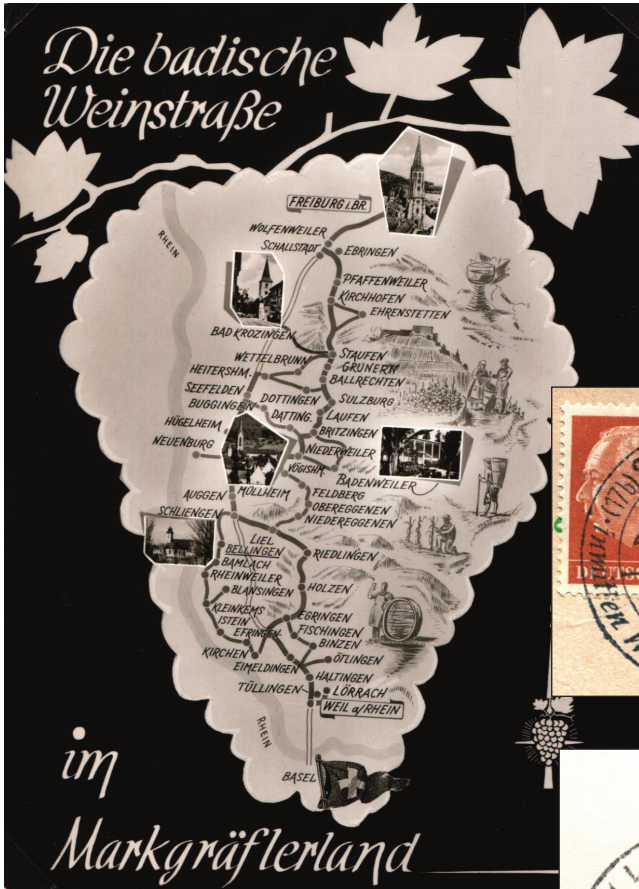 Die badische
Weinstraße
FREIBURG i.BR.
RHEIN
WOLFENWEILER
SCHALLSTADT
EBRINGEN
PFAFFENWEILER
KIRCHHOFEN
EHRENSTETTEN
BAD KROZINGEN
WETTELBRUNN
STAUFEN
GRUNERN
HEITERSHM.
BALLRECHTEN
SEEFELDEN
DOTTINGEN
SULZBURG
BUGGINGEN
DATTING.
LAUFEN
HÜGELHEIM
BRITZINGEN
NEUENBURG
NIEDERWEILER
VÖGISHM.
BADENWEILER
MÜLLHEIM
FELDBERG
AUGGEN
OBEREGGENEN
SCHLIENGEN
NIEDEREGGENEN
LIEL
BELLINGEN
RIEDLINGEN
BAMLACH
RHEINWEILER
BLANSINGEN
HOLZEN
KLEINKEMS
EGRINGEN
ISTEIN
FISCHINGEN
EFRINGEN
BINZEN
KIRCHEN
ÖTLINGEN
EIMELDINGEN
HALTINGEN
TÜLLINGEN
LÖRRACH
WEIL a/RHEIN
RHEIN
BASEL
im
Markgräflerland
DEUTSC